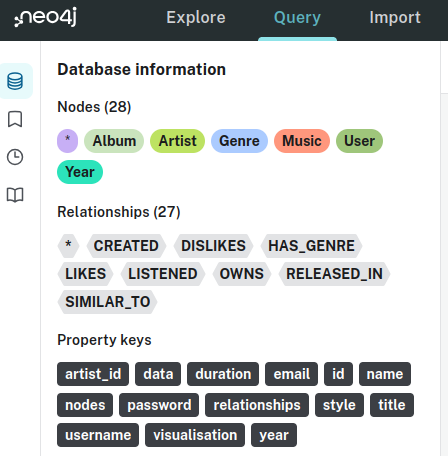 neo4j Explore Query Import
Database information
Nodes (28)
* Album Artist Genre Music User
Year
Relationships (27)
* CREATED DISLIKES HAS_GENRE
LIKES LISTENED OWNS RELEASED_IN
SIMILAR_TO
Property keys
artist_id data duration email id name
nodes password relationships style title
username visualisation year